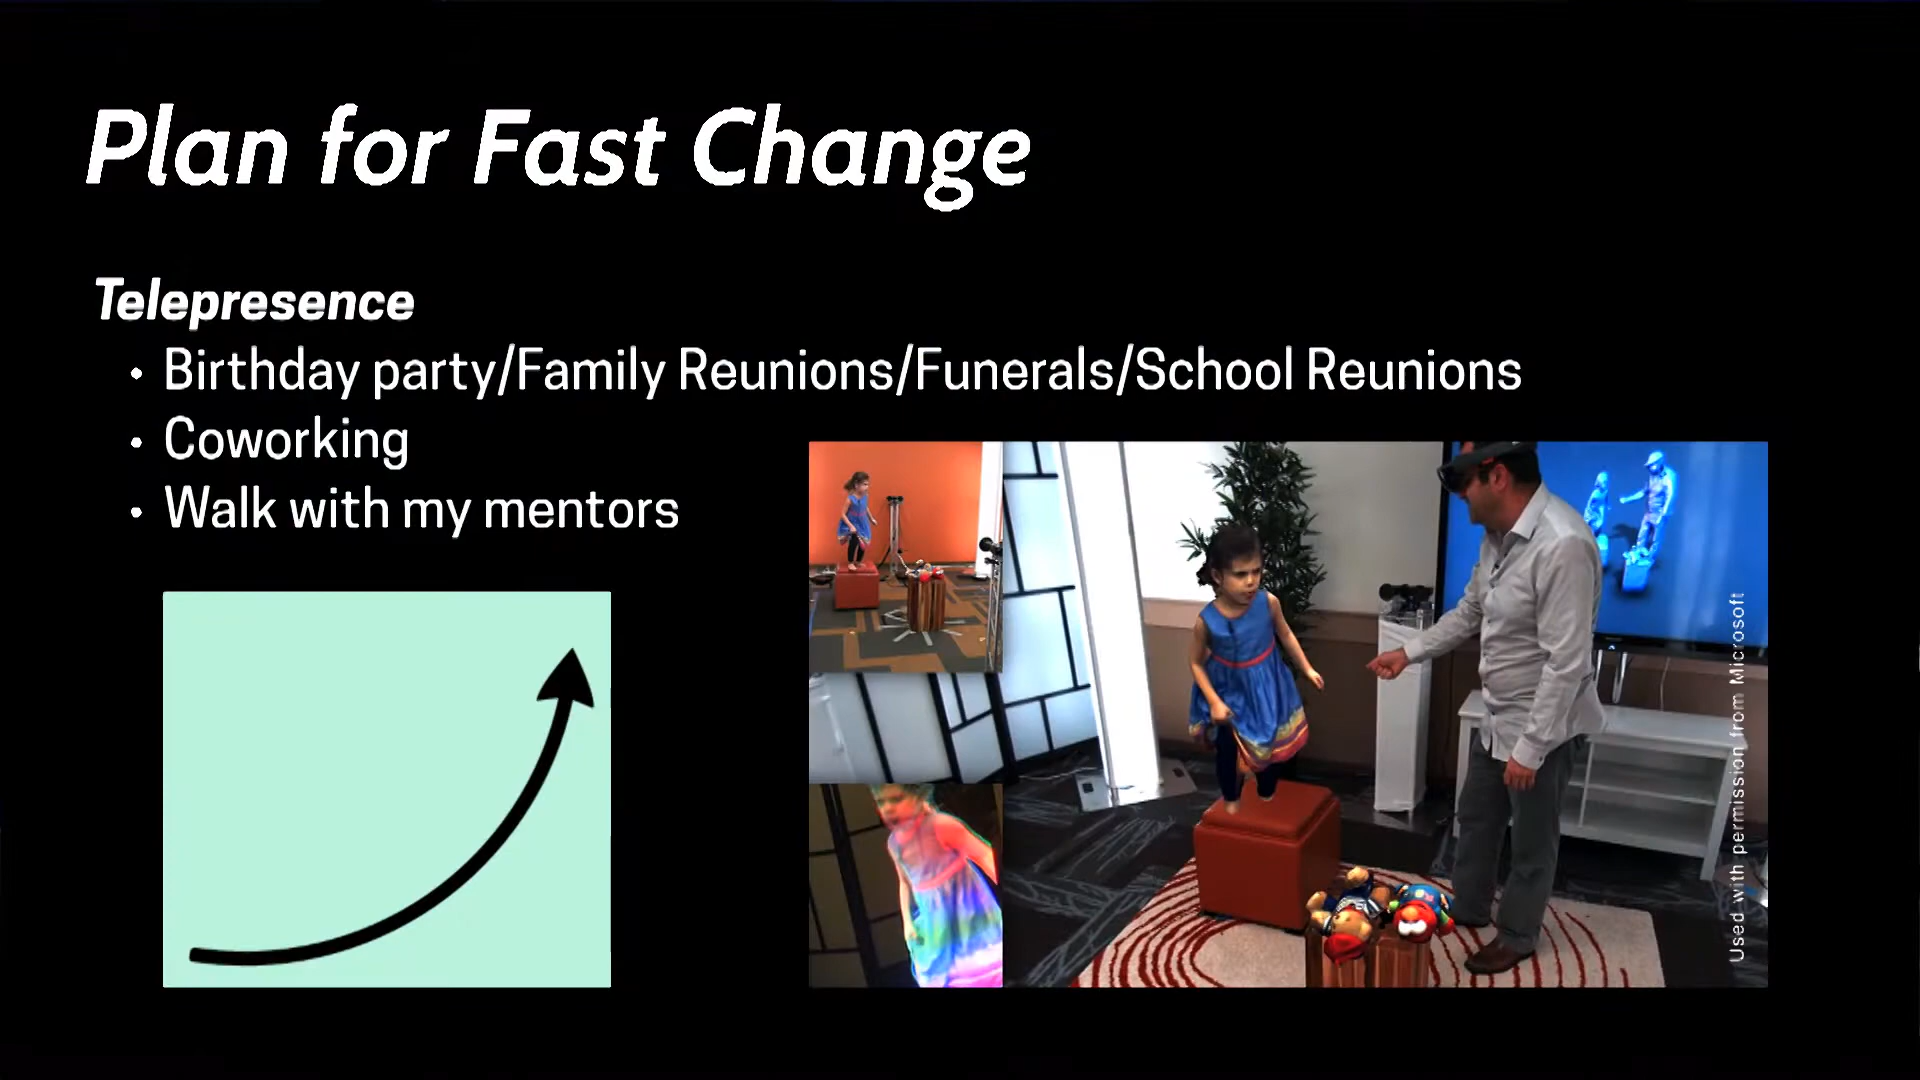 Plan for Fast Change
Telepresence
• Birthday party/Family Reunions/Funerals/School Reunions
• Coworking
• Walk with my mentors
Used with permission from Microsoft